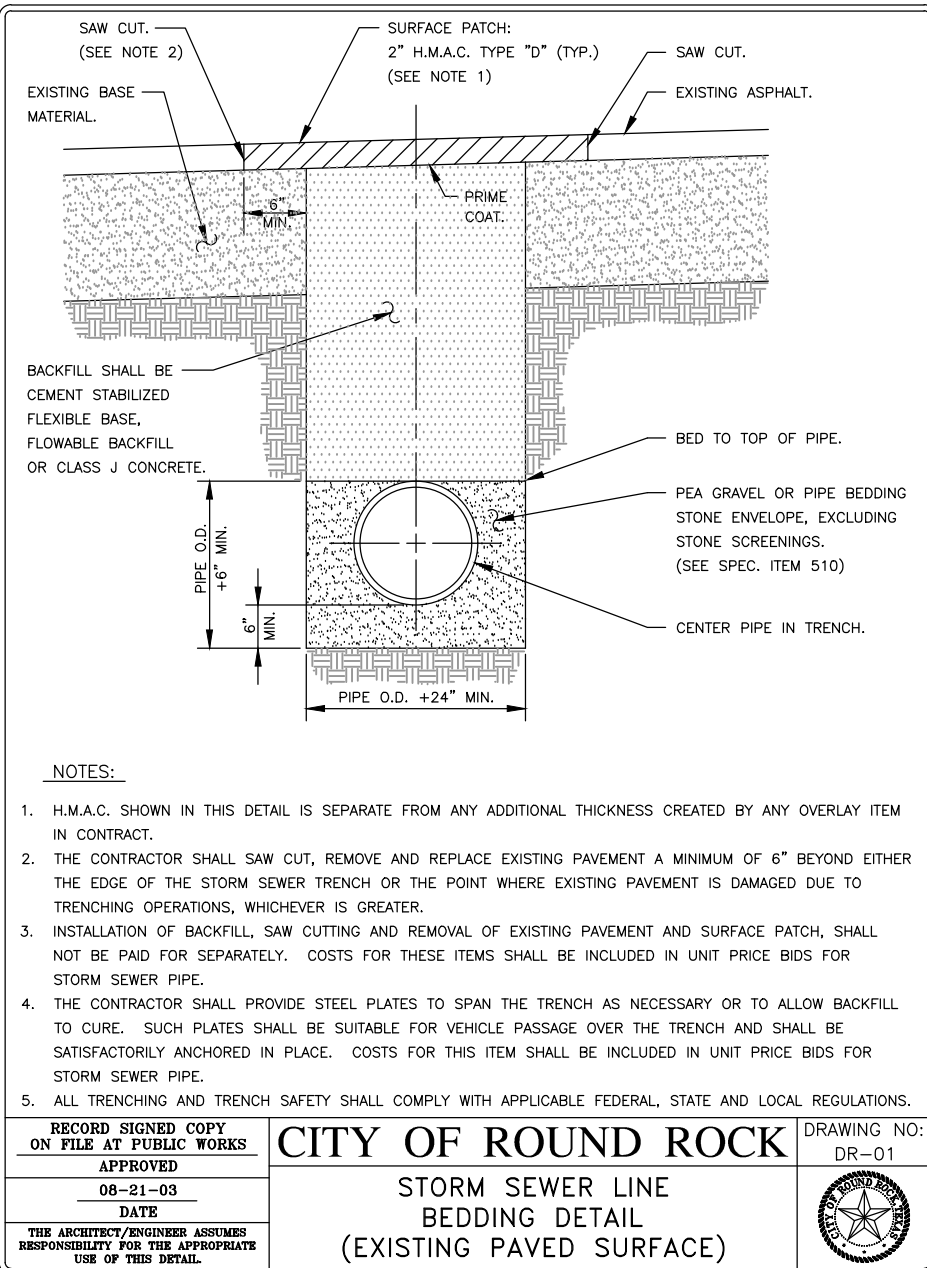 SAW CUT.
(SEE NOTE 2)
SURFACE PATCH:
2" H.M.A.C. TYPE "D" (TYP.)
(SEE NOTE 1)
SAW CUT.
EXISTING BASE
MATERIAL.
EXISTING ASPHALT.
6"
MIN.
PRIME
COAT.
BACKFILL SHALL BE
CEMENT STABILIZED
FLEXIBLE BASE,
FLOWABLE BACKFILL
OR CLASS J CONCRETE.
BED TO TOP OF PIPE.
PEA GRAVEL OR PIPE BEDDING
STONE ENVELOPE, EXCLUDING
STONE SCREENINGS.
(SEE SPEC. ITEM 510)
PIPE O.D.
+6" MIN.
6"
MIN.
CENTER PIPE IN TRENCH.
PIPE O.D. +24" MIN.
NOTES:
1. H.M.A.C. SHOWN IN THIS DETAIL IS SEPARATE FROM ANY ADDITIONAL THICKNESS CREATED BY ANY OVERLAY ITEM
IN CONTRACT.
2. THE CONTRACTOR SHALL SAW CUT, REMOVE AND REPLACE EXISTING PAVEMENT A MINIMUM OF 6" BEYOND EITHER
THE EDGE OF THE STORM SEWER TRENCH OR THE POINT WHERE EXISTING PAVEMENT IS DAMAGED DUE TO
TRENCHING OPERATIONS, WHICHEVER IS GREATER.
3. INSTALLATION OF BACKFILL, SAW CUTTING AND REMOVAL OF EXISTING PAVEMENT AND SURFACE PATCH, SHALL
NOT BE PAID FOR SEPARATELY. COSTS FOR THESE ITEMS SHALL BE INCLUDED IN UNIT PRICE BIDS FOR
STORM SEWER PIPE.
4. THE CONTRACTOR SHALL PROVIDE STEEL PLATES TO SPAN THE TRENCH AS NECESSARY OR TO ALLOW BACKFILL
TO CURE. SUCH PLATES SHALL BE SUITABLE FOR VEHICLE PASSAGE OVER THE TRENCH AND SHALL BE
SATISFACTORILY ANCHORED IN PLACE. COSTS FOR THIS ITEM SHALL BE INCLUDED IN UNIT PRICE BIDS FOR
STORM SEWER PIPE.
5. ALL TRENCHING AND TRENCH SAFETY SHALL COMPLY WITH APPLICABLE FEDERAL, STATE AND LOCAL REGULATIONS.
RECORD SIGNED COPY
ON FILE AT PUBLIC WORKS
APPROVED
08-21-03
DATE
THE ARCHITECT/ENGINEER ASSUMES
RESPONSIBILITY FOR THE APPROPRIATE
USE OF THIS DETAIL.
CITY OF ROUND ROCK
STORM SEWER LINE
BEDDING DETAIL
(EXISTING PAVED SURFACE)
DRAWING NO:
DR-01
CITY OF ROUND ROCK, TEXAS